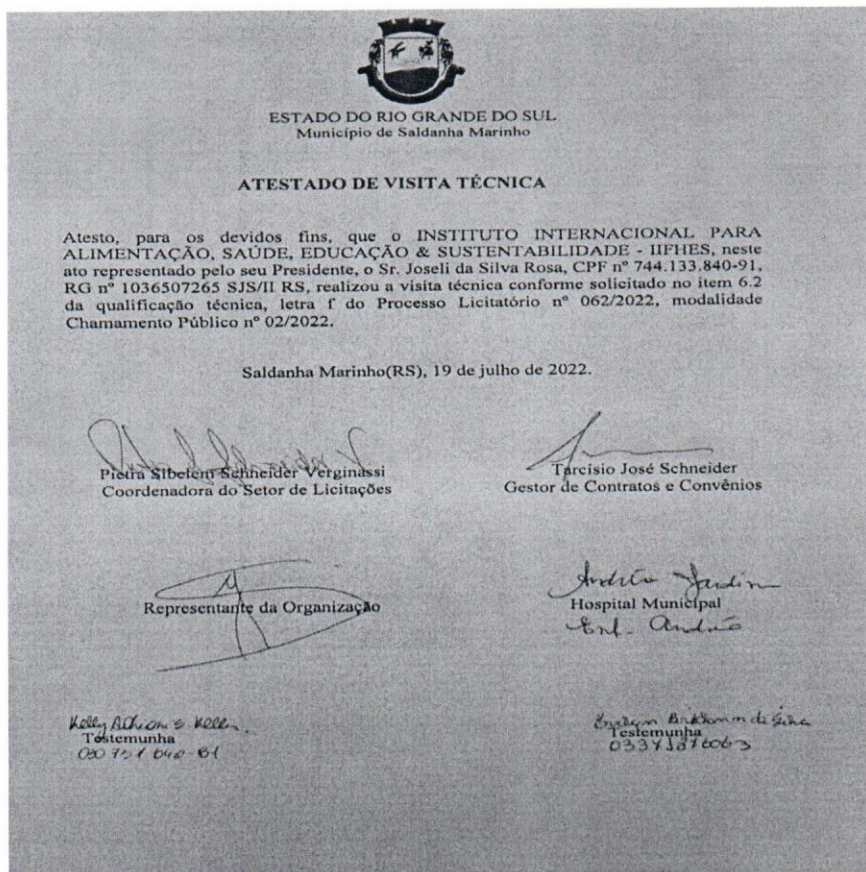 ESTADO DO RIO GRANDE DO SUL
Município de Saldanha Marinho
ATESTADO DE VISITA TÉCNICA
Atesto, para os devidos fins, que o INSTITUTO INTERNACIONAL PARA
ALIMENTAÇÃO, SAÚDE, EDUCAÇÃO & SUSTENTABILIDADE - IIFHES, neste
ato representado pelo seu Presidente, o Sr. Joseli da Silva Rosa, CPF nº 744.133.840-91,
RG nº 1036507265 SJS/II RS, realizou a visita técnica conforme solicitado no item 6.2
da qualificação técnica, letra f do Processo Licitatório nº 062/2022, modalidade
Chamamento Público nº 02/2022.
Saldanha Marinho(RS), 19 de julho de 2022.
Pietra Sibelem Schneider Verginassi
Coordenadora do Setor de Licitações
Tarcísio José Schneider
Gestor de Contratos e Convênios
Representante da Organização
Jardim
Hospital Municipal
Enf.
Kelly
Testemunha
Testemunha